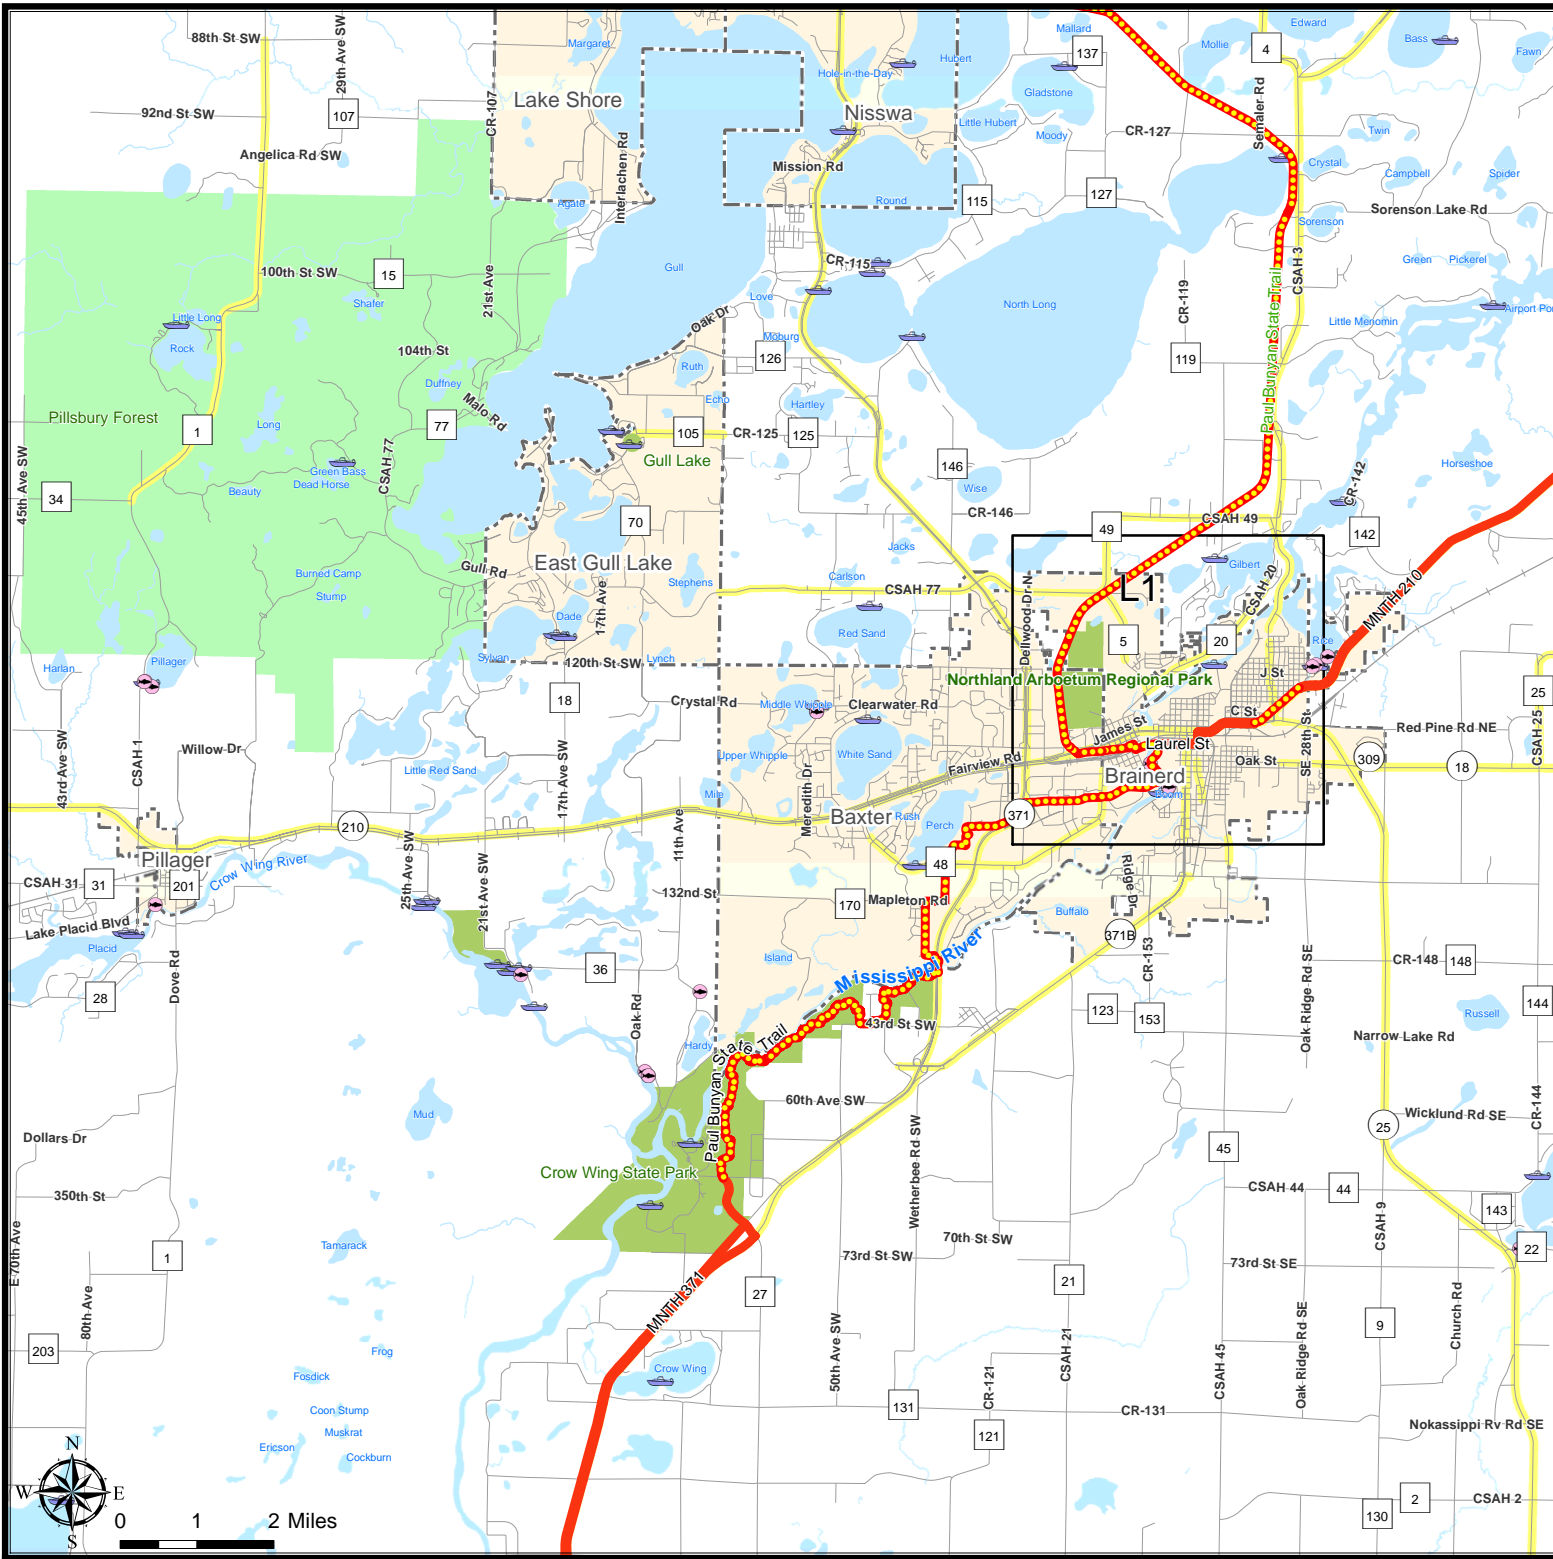 88th St SW
29th Ave SW
107
92nd St SW
Angelica Rd SW
CR-107
Lake Shore
Margaret
Interlachen Rd
Agate
Hole-in-the-Day
Hubert
Nisswa
Mission Rd
Round
Mallard
137
Gladstone
Little Hubert
Moody
CR-127
127
115
Mollie
4
Edward
Bass
Fawn
Semaler Rd
Twin
Crystal
Campbell
Spider
Sorenson Lake Rd
Sorenson
Green
Pickerel
CSAH 3
Little Menomin
100th St SW
15
21st Ave
Shafer
Little Long
Rock
104th St
Duffney
Malo Rd
77
Pillsbury Forest
1
Long
CSAH 77
Green Bass
Dead Horse
Beauty
45th Ave SW
34
Burned Camp
Stump
Harlan
Pillager
Gull
CR-115
Love
Oak Dr
Moburg
126
Ruth
Echo
Hartley
105
CR-125
125
Gull Lake
70
East Gull Lake
Gull Rd
17th Ave
Stephens
Dade
Sylvan
120th St SW
Lynch
18
North Long
CR-119
119
Paul Bunyan State Trail
146
Wise
CR-146
Jacks
Carlson
CSAH 77
Red Sand
49
CSAH 49
CR-142
142
Horseshoe
L1
Gilbert
CSAH 20
MNTH 210
Dellwood Dr N
5
20
Rice
J St
Northland Arboetum Regional Park
C St
James St
Laurel St
Oak St
SE 28th St
Red Pine Rd NE
309
18
25
CSAH 25
Fairview Rd
Brainerd
Boom
Crystal Rd
Middle Whipple
Clearwater Rd
White Sand
Upper Whipple
Meredith Dr
Mile
Baxter
Rush
Perch
371
48
43rd Ave SW
CSAH 1
Willow Dr
Little Red Sand
17th Ave SW
210
Pillager
Crow Wing River
CSAH 31
31
201
Lake Placid Blvd
Placid
28
Dove Rd
25th Ave SW
21st Ave SW
11th Ave
132nd St
170
Mapleton Rd
Ridge Dr
Buffalo
371B
CR-153
Oak Ridge Rd SE
CR-148
148
Island
Mississippi River
36
Oak Rd
Hardy
43rd St SW
123
153
Russell
144
Narrow Lake Rd
Paul Bunyan State Trail
60th Ave SW
Wetherbee Rd SW
Mud
Dollars Dr
350th St
Crow Wing State Park
Wicklund Rd SE
CR-144
25
45
CSAH 44
44
143
22
E 70th Ave
1
80th Ave
Tamarack
70th St SW
73rd St SW
73rd St SE
CSAH 9
MNTH 371
27
21
CSAH 21
Oak Ridge Rd SE
9
Church Rd
203
Frog
Fosdick
Crow Wing
50th Ave SW
CSAH 45
Coon Stump
Muskrat
Ericson
Cockburn
131
CR-121
121
CR-131
Nokassippi Rv Rd SE
2
CSAH 2
130
N
W
E
S
0 1 2 Miles